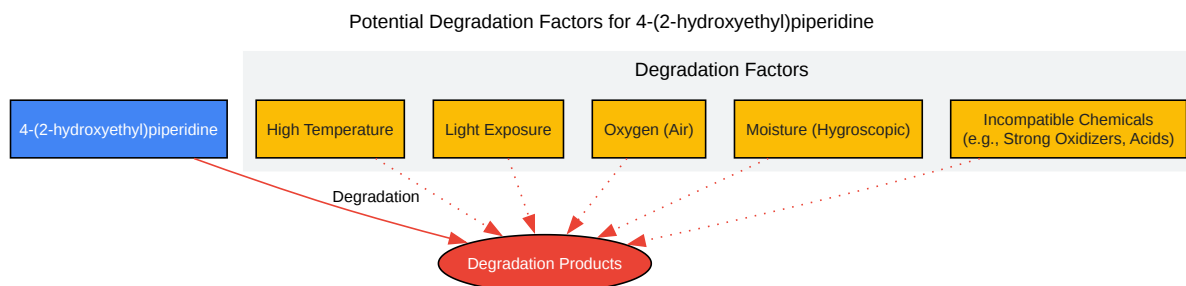 Potential Degradation Factors for 4-(2-hydroxyethyl)piperidine
Degradation Factors
4-(2-hydroxyethyl)piperidine
High Temperature
Light Exposure
Oxygen (Air)
Moisture (Hygroscopic)
Incompatible Chemicals
(e.g., Strong Oxidizers, Acids)
Degradation
Degradation Products